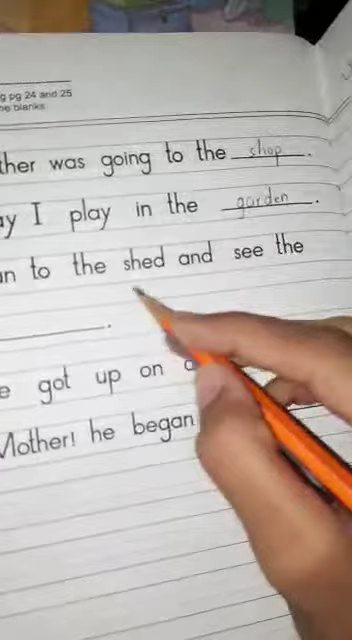 g pg 24 and 25
he blanks
ther was going to the shop.
ay I play in the garden.
an to the shed and see the
.
e got up on
Mother! he began